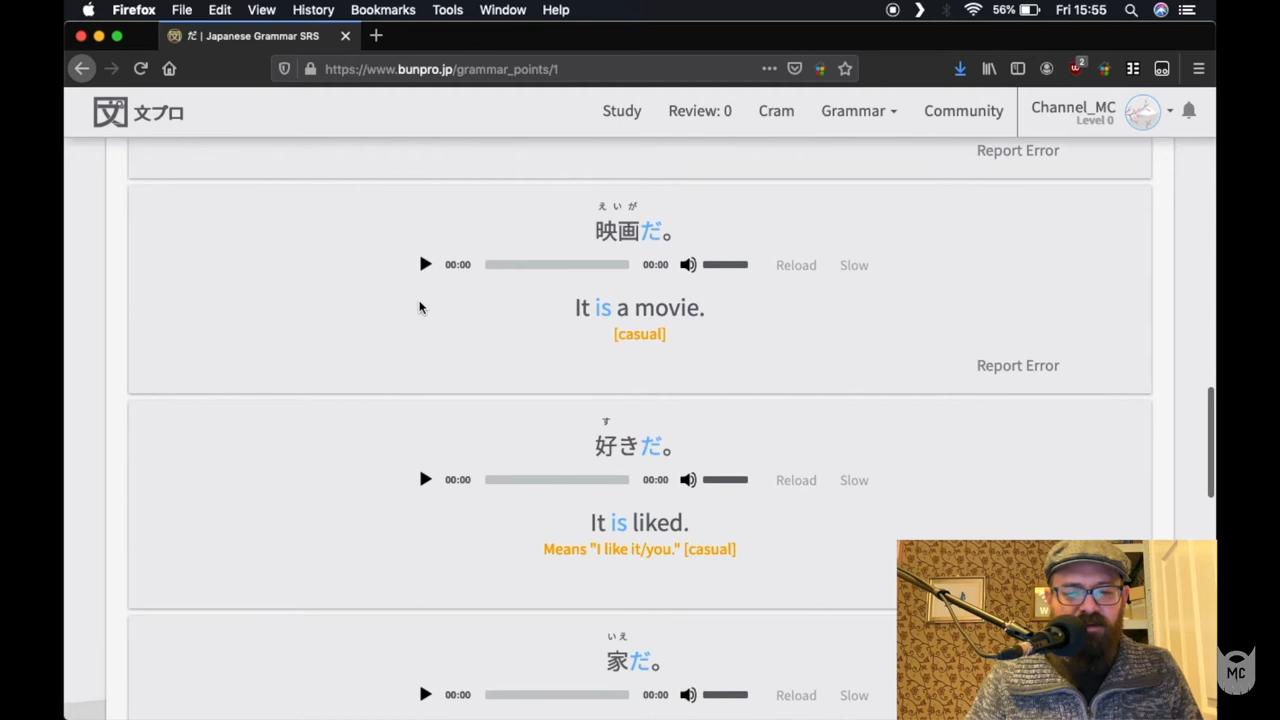 Firefox File Edit View History Bookmarks Tools Window Help 56% Fri 15:55
だ | Japanese Grammar SRS
https://www.bunpro.jp/grammar_points/1 2
文 文プロ Study Review: 0 Cram Grammar Community Channel_MC
Level 0
Report Error
えいが
映画だ。
00:00 00:00 Reload Slow
It is a movie.
[casual]
Report Error
す
好きだ。
00:00 00:00 Reload Slow
It is liked.
Means "I like it/you." [casual]
いえ
家だ。
00:00 00:00 Reload Slow
MC